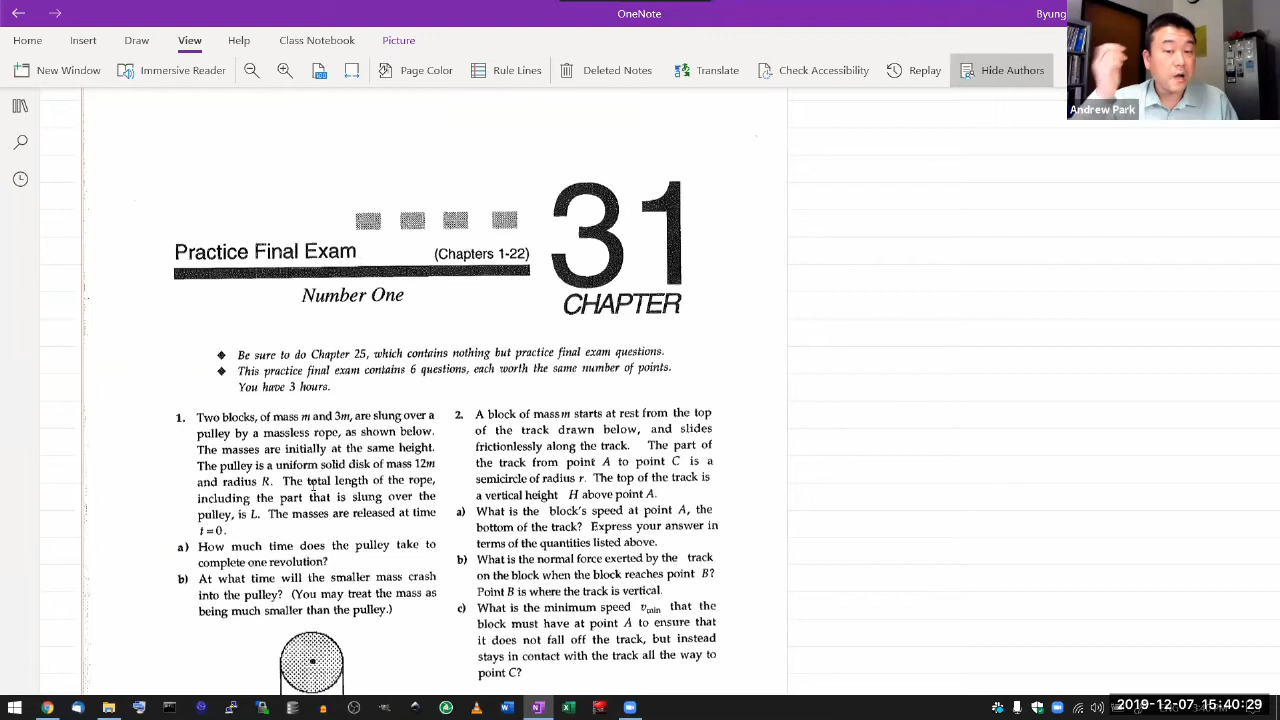 OneNote
Byung
Home Insert Draw View Help Class Notebook Picture
New Window Immersive Reader Page Color Rule Lines Deleted Notes Translate Check Accessibility Replay Hide Authors
Andrew Park
31
Practice Final Exam (Chapters 1-22)
Number One
CHAPTER
❖ Be sure to do Chapter 25, which contains nothing but practice final exam questions.
❖ This practice final exam contains 6 questions, each worth the same number of points.
You have 3 hours.
1. Two blocks, of mass m and 3m, are slung over a
pulley by a massless rope, as shown below.
The masses are initially at the same height.
The pulley is a uniform solid disk of mass 12m
and radius R. The total length of the rope,
including the part that is slung over the
pulley, is L. The masses are released at time
t=0.
a) How much time does the pulley take to
complete one revolution?
b) At what time will the smaller mass crash
into the pulley? (You may treat the mass as
being much smaller than the pulley.)
2. A block of mass m starts at rest from the top
of the track drawn below, and slides
frictionlessly along the track. The part of
the track from point A to point C is a
semicircle of radius r. The top of the track is
a vertical height H above point A.
a) What is the block's speed at point A, the
bottom of the track? Express your answer in
terms of the quantities listed above.
b) What is the normal force exerted by the track
on the block when the block reaches point B?
Point B is where the track is vertical.
c) What is the minimum speed vmin that the
block must have at point A to ensure that
it does not fall off the track, but instead
stays in contact with the track all the way to
point C?
2019-12-07 15:40:29